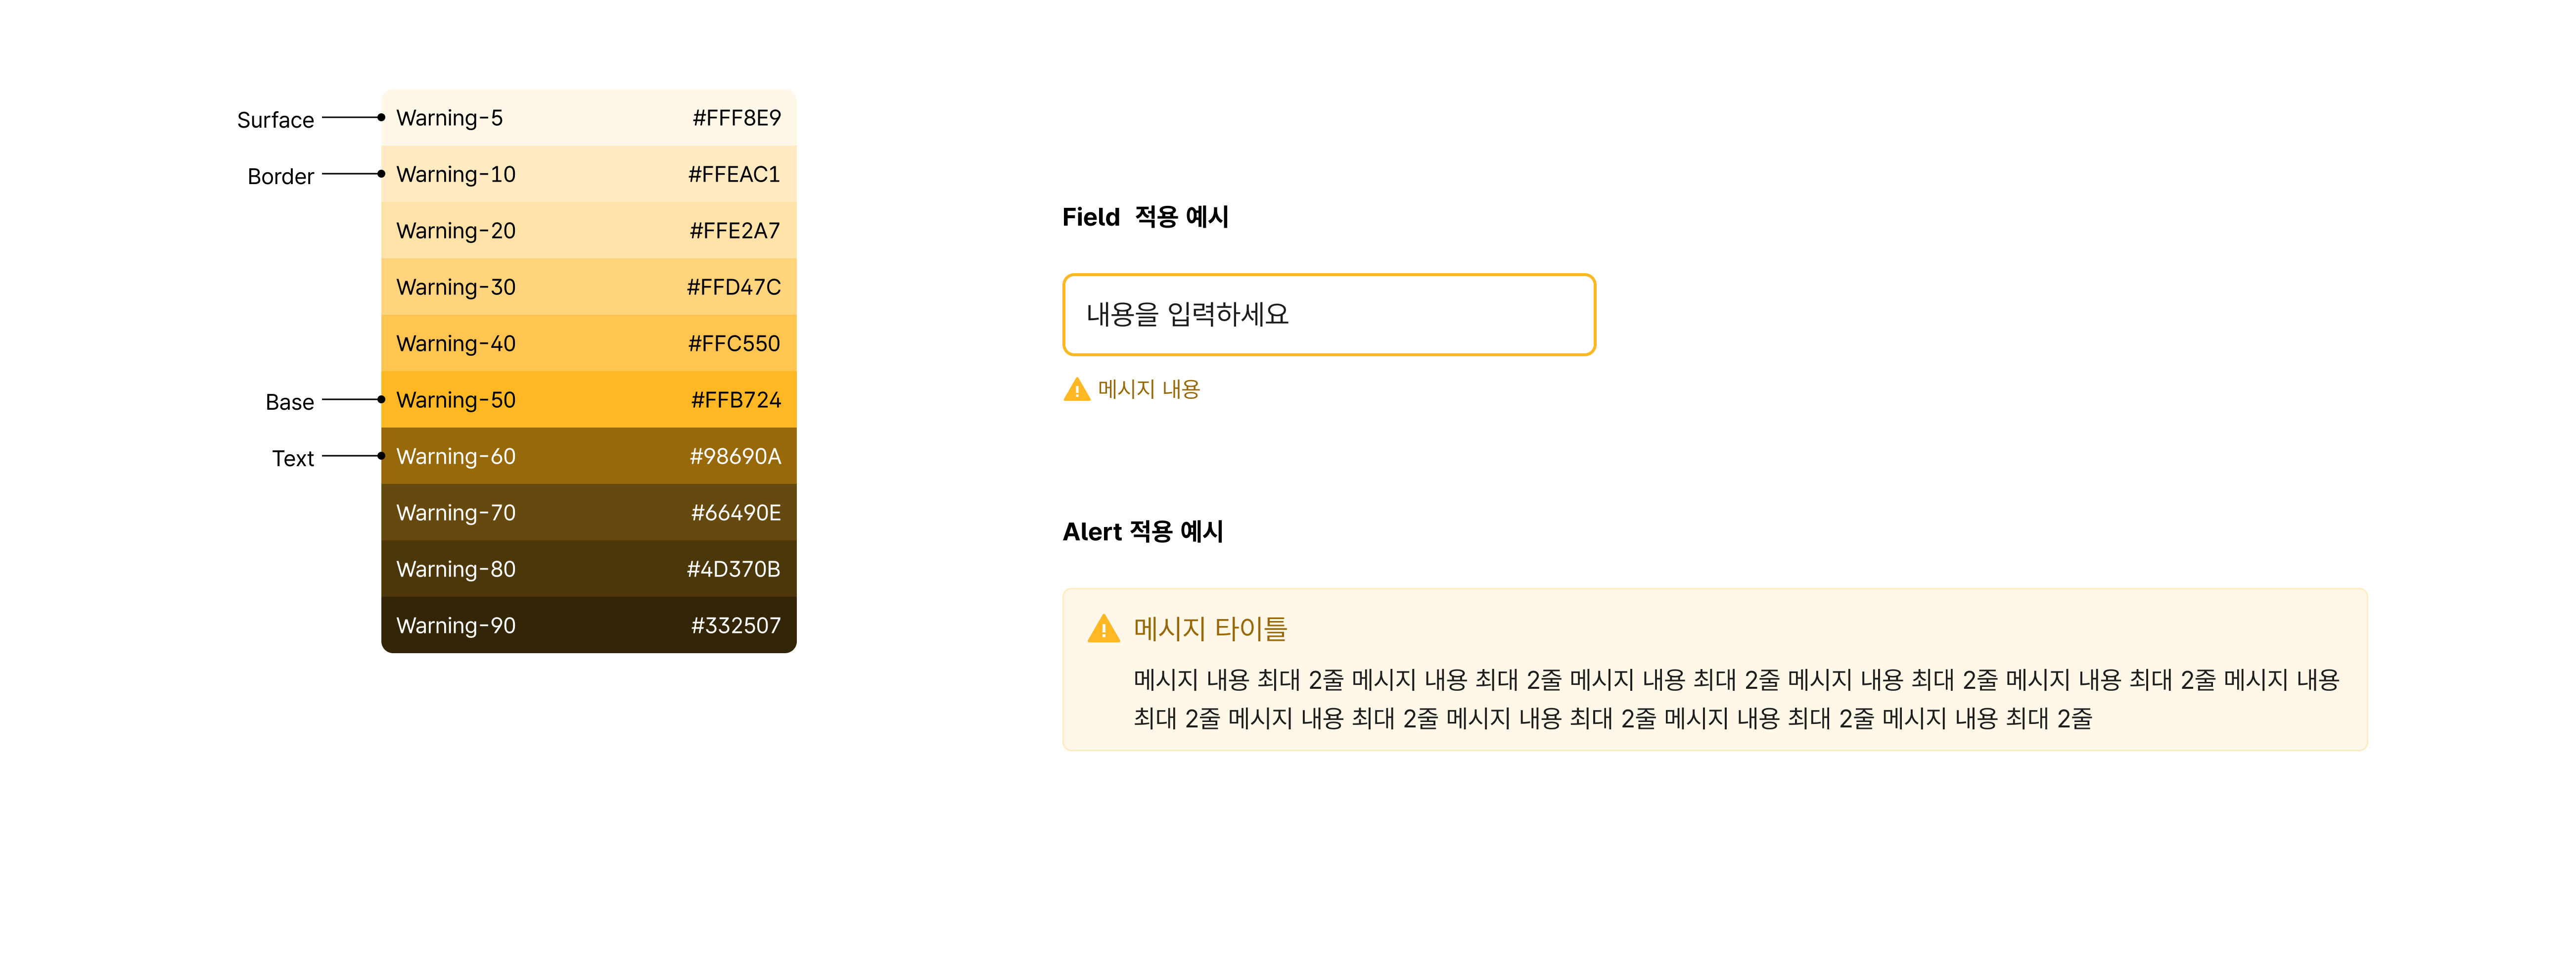 Surface Warning-5 #FFF8E9
Border Warning-10 #FFEAC1
Warning-20 #FFE2A7
Warning-30 #FFD47C
Warning-40 #FFC550
Base Warning-50 #FFB724
Text Warning-60 #98690A
Warning-70 #66490E
Warning-80 #4D370B
Warning-90 #332507
Field 적용 예시
내용을 입력하세요
메시지 내용
Alert 적용 예시
메시지 타이틀
메시지 내용 최대 2줄 메시지 내용 최대 2줄 메시지 내용 최대 2줄 메시지 내용 최대 2줄 메시지 내용 최대 2줄 메시지 내용
최대 2줄 메시지 내용 최대 2줄 메시지 내용 최대 2줄 메시지 내용 최대 2줄 메시지 내용 최대 2줄